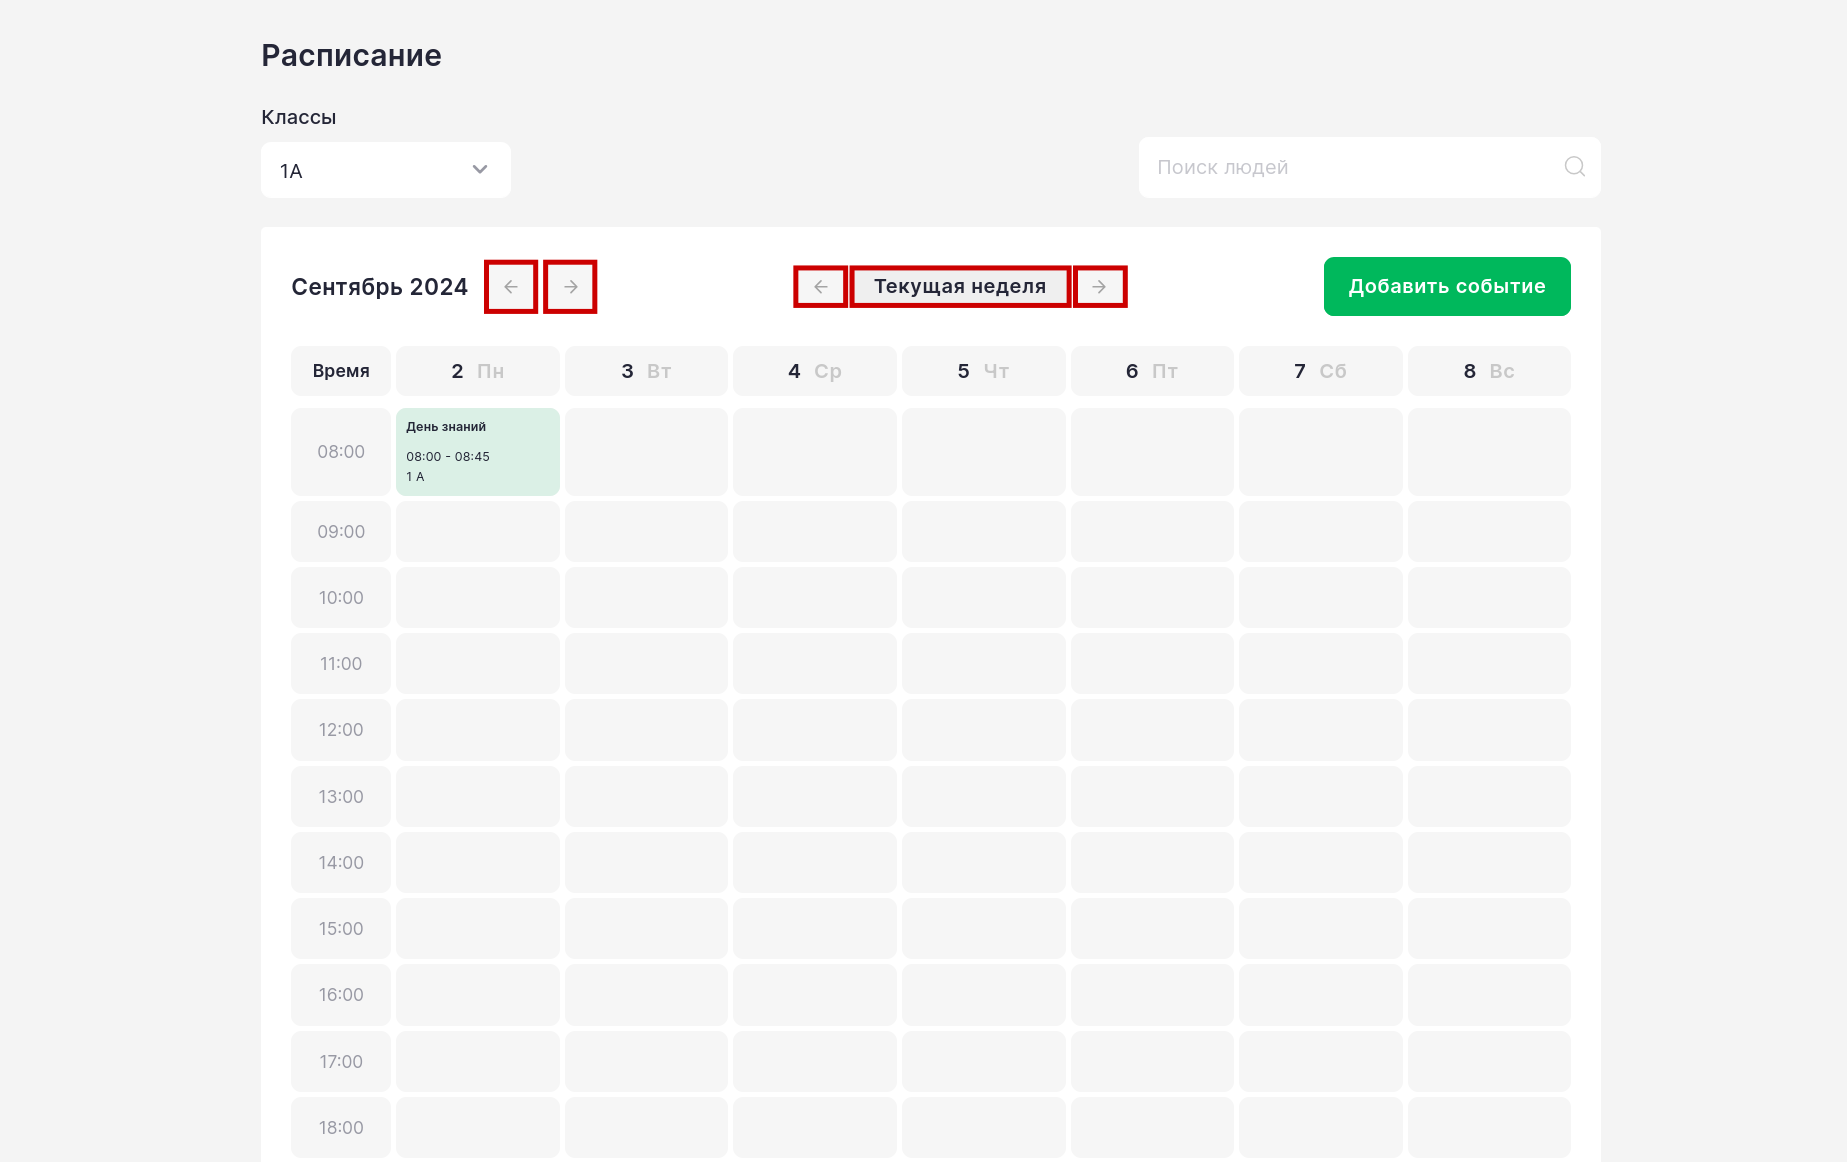 Расписание
Классы
1А
Поиск людей
Сентябрь 2024
Текущая неделя
Добавить событие
Время 2 Пн 3 Вт 4 Ср 5 Чт 6 Пт 7 Сб 8 Вс
08:00
День знаний
08:00 - 08:45
1 А
09:00
10:00
11:00
12:00
13:00
14:00
15:00
16:00
17:00
18:00